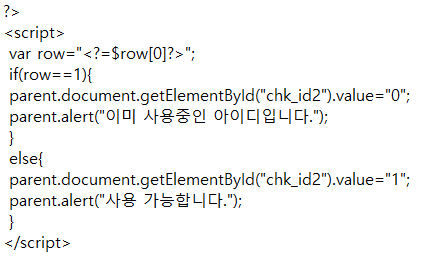 ?>
<script>
var row="<?=$row[0]?>";
if(row==1){
parent.document.getElementById("chk_id2").value="0";
parent.alert("이미 사용중인 아이디입니다.");
}
else{
parent.document.getElementById("chk_id2").value="1";
parent.alert("사용 가능합니다.");
}
</script>